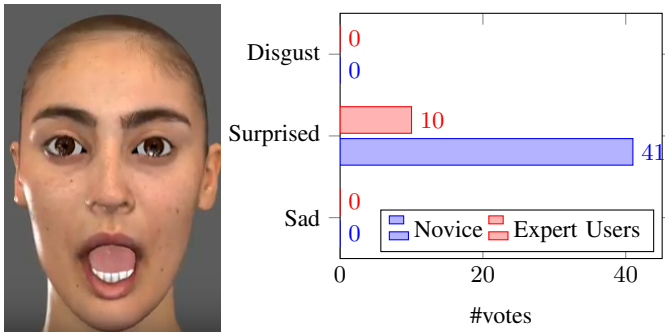 Disgust
0
0
Surprised
10
41
Sad
0
0
Novice Expert Users
0 20 40
#votes